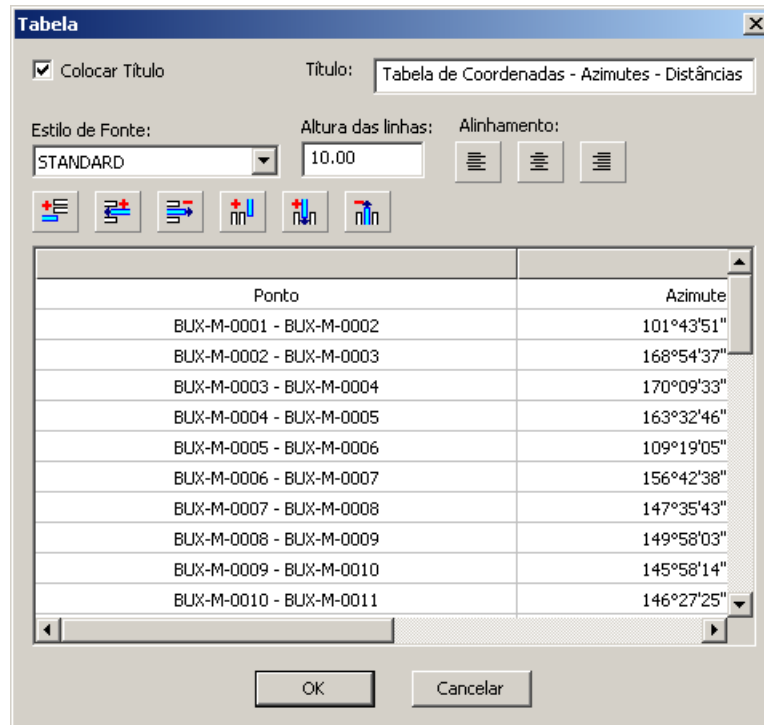 Tabela
Colocar Título
Título:
Tabela de Coordenadas - Azimutes - Distâncias
Estilo de Fonte:
Altura das linhas:
Alinhamento:
STANDARD
10.00
Ponto Azimute
BUX-M-0001 - BUX-M-0002 101°43'51"
BUX-M-0002 - BUX-M-0003 168°54'37"
BUX-M-0003 - BUX-M-0004 170°09'33"
BUX-M-0004 - BUX-M-0005 163°32'46"
BUX-M-0005 - BUX-M-0006 109°19'05"
BUX-M-0006 - BUX-M-0007 156°42'38"
BUX-M-0007 - BUX-M-0008 147°35'43"
BUX-M-0008 - BUX-M-0009 149°58'03"
BUX-M-0009 - BUX-M-0010 145°58'14"
BUX-M-0010 - BUX-M-0011 146°27'25"
OK Cancelar